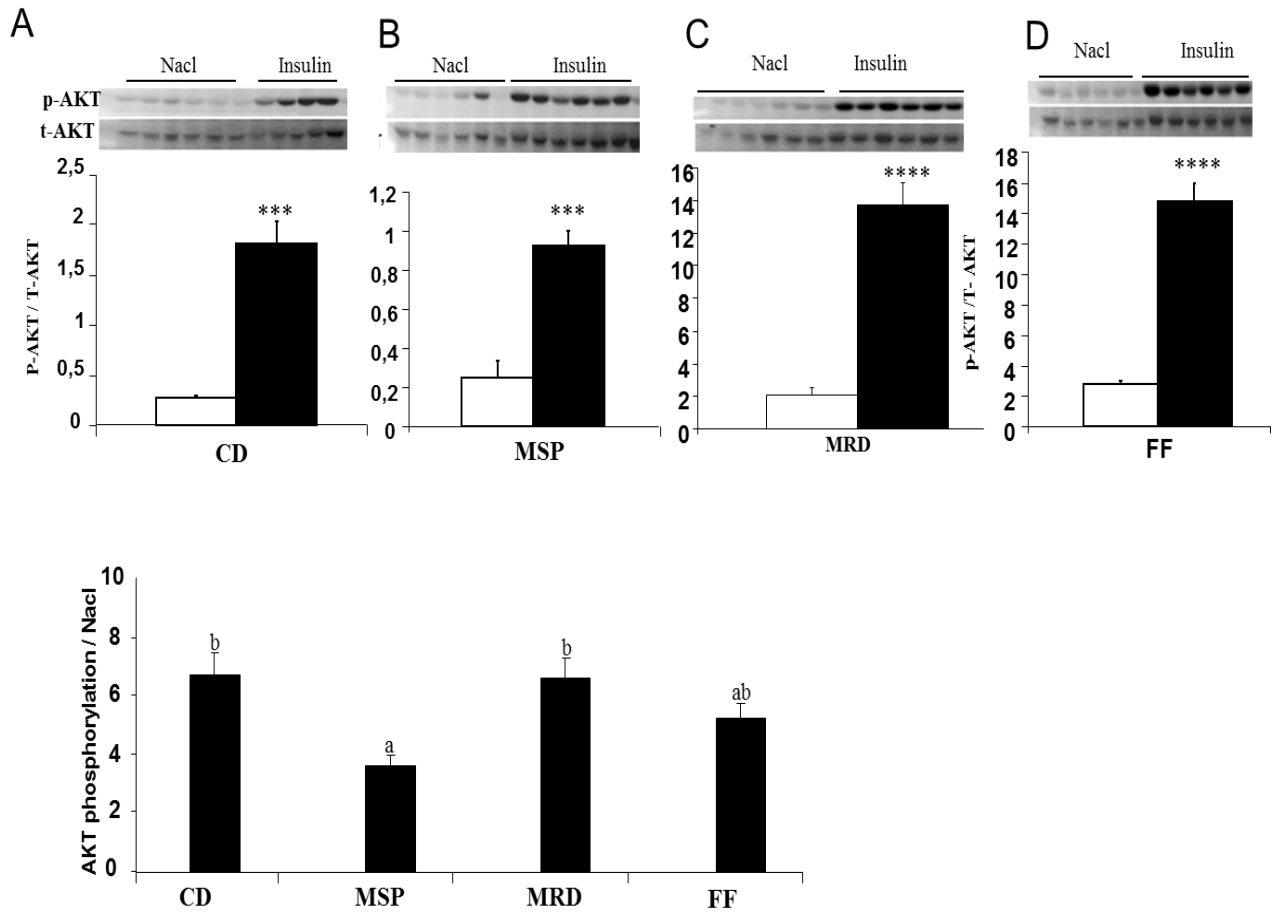 A
B
C
D
Nacl Insulin
Nacl Insulin
Nacl Insulin
Nacl Insulin
p-AKT
t-AKT
P-AKT / T-AKT
2,5
2
1,5
1
0,5
0
***
CD
1,2
1
0,8
0,6
0,4
0,2
0
***
MSP
16
14
12
10
8
6
4
2
0
****
MRD
p-AKT /T- AKT
18
16
14
12
10
8
6
4
2
0
****
FF
AKT phosphorylation / Nacl
10
8
6
4
2
0
b
a
b
ab
CD MSP MRD FF